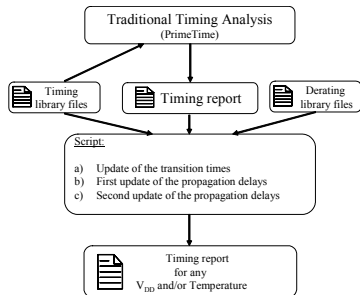 Traditional Timing Analysis
(PrimeTime)
Timing
library files
Timing report
Derating
library files
Script:
a) Update of the transition times
b) First update of the propagation delays
c) Second update of the propagation delays
Timing report
for any
VDD and/or Temperature